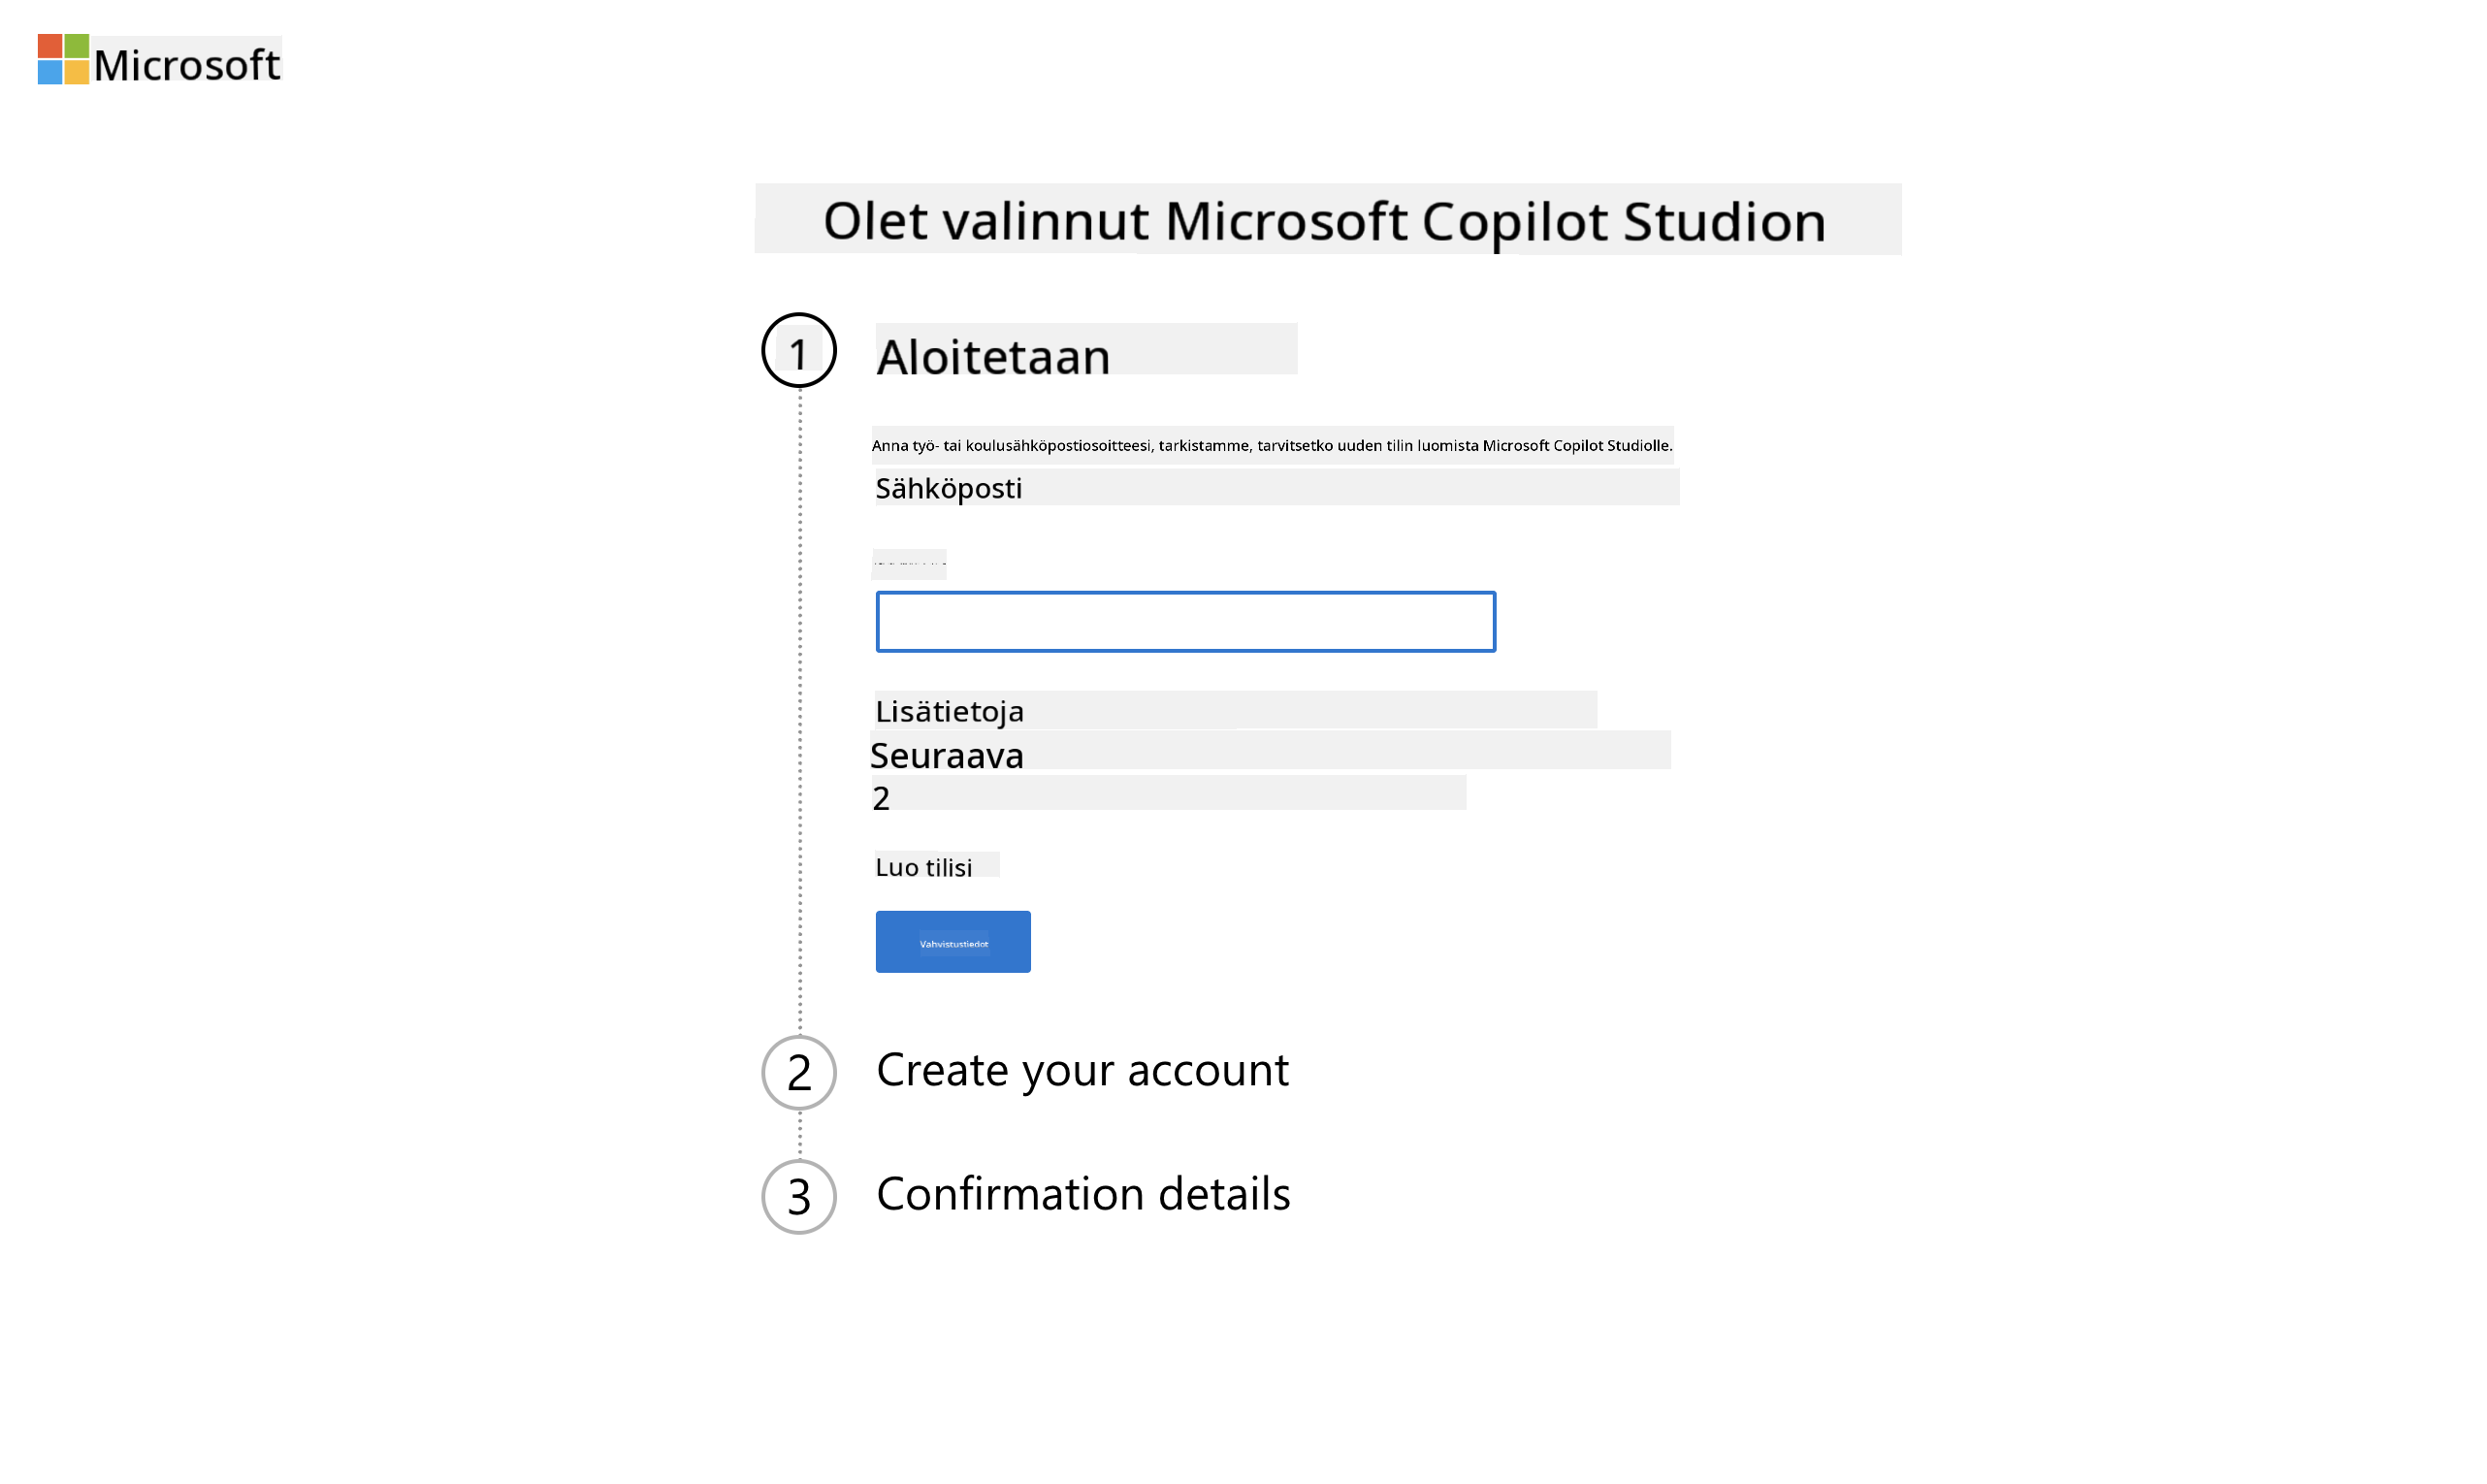 Microsoft
Olet valinnut Microsoft Copilot Studion
1
Aloitetaan
Anna työ- tai koulusähköpostiosoitteesi, tarkistamme, tarvitsetko uuden tilin luomista Microsoft Copilot Studiolle.
Sähköposti
Lisätietoja
Seuraava
2
Luo tilisi
Vahvistustiedot
2
Create your account
3
Confirmation details